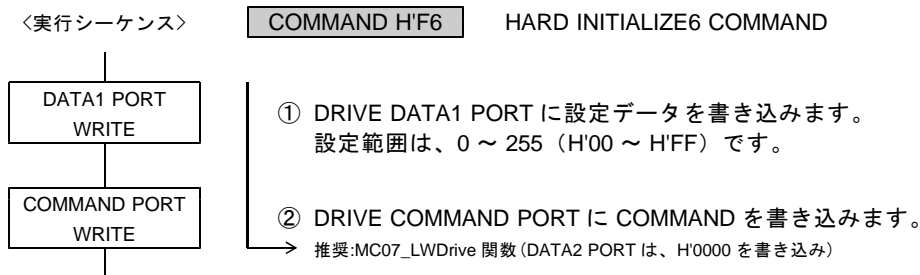 〈実行シーケンス〉
COMMAND H'F6
HARD INITIALIZE6 COMMAND
DATA1 PORT
WRITE
① DRIVE DATA1 PORT に設定データを書き込みます。
設定範囲は、0 ～ 255（H'00 ～ H'FF）です。
COMMAND PORT
WRITE
② DRIVE COMMAND PORT に COMMAND を書き込みます。
推奨:MC07_LWDrive 関数(DATA2 PORT は、H'0000 を書き込み)